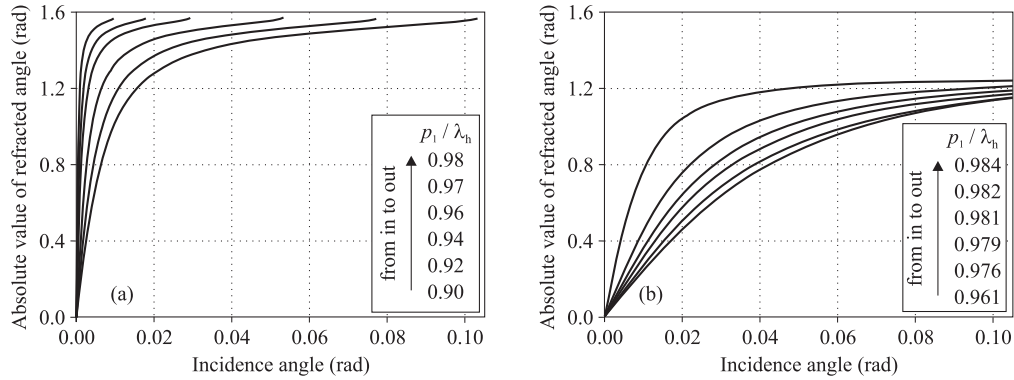 Absolute value of refracted angle (rad)
1.6
1.2
0.8
0.4
0.0
0.00 0.02 0.04 0.06 0.08 0.10
Incidence angle (rad)
(a)
from in to out
p₁ / λₕ
0.98
0.97
0.96
0.94
0.92
0.90
Absolute value of refracted angle (rad)
1.6
1.2
0.8
0.4
0.0
0.00 0.02 0.04 0.06 0.08 0.10
Incidence angle (rad)
(b)
from in to out
p₁ / λₕ
0.984
0.982
0.981
0.979
0.976
0.961